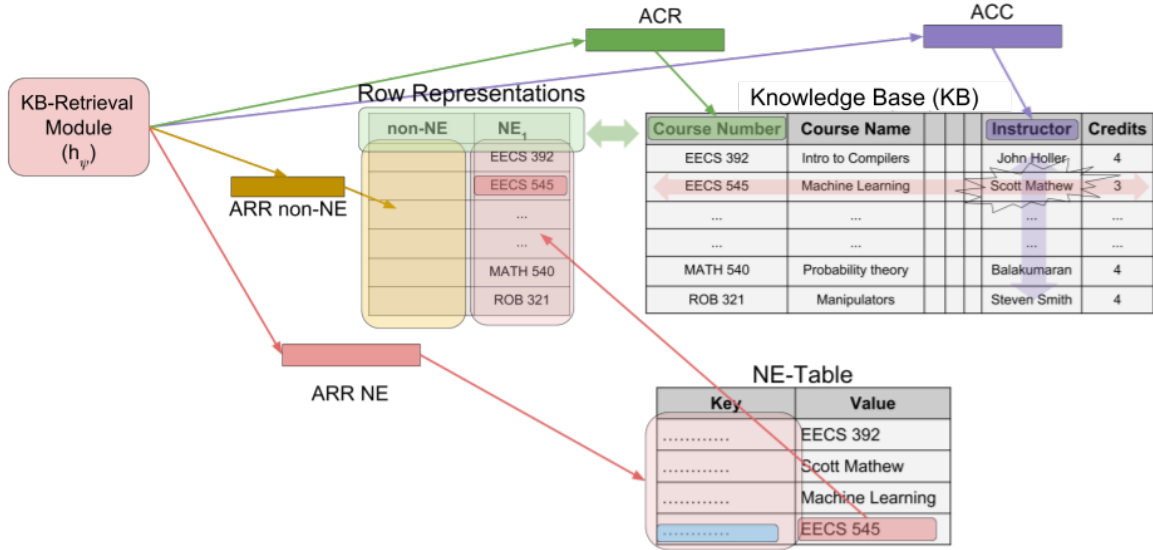 ACR
ACC
KB-Retrieval
Module
(hψ)
Row Representations
Knowledge Base (KB)
non-NE NE1
Course Number Course Name Instructor Credits
EECS 392 EECS 392 Intro to Compilers John Holler 4
EECS 545 EECS 545 Machine Learning Scott Mathew 3
... ... ... ... ...
... ... ... ... ...
MATH 540 MATH 540 Probability theory Balakumaran 4
ROB 321 ROB 321 Manipulators Steven Smith 4
ARR non-NE
ARR NE
NE-Table
Key Value
............ EECS 392
............ Scott Mathew
............ Machine Learning
............ EECS 545